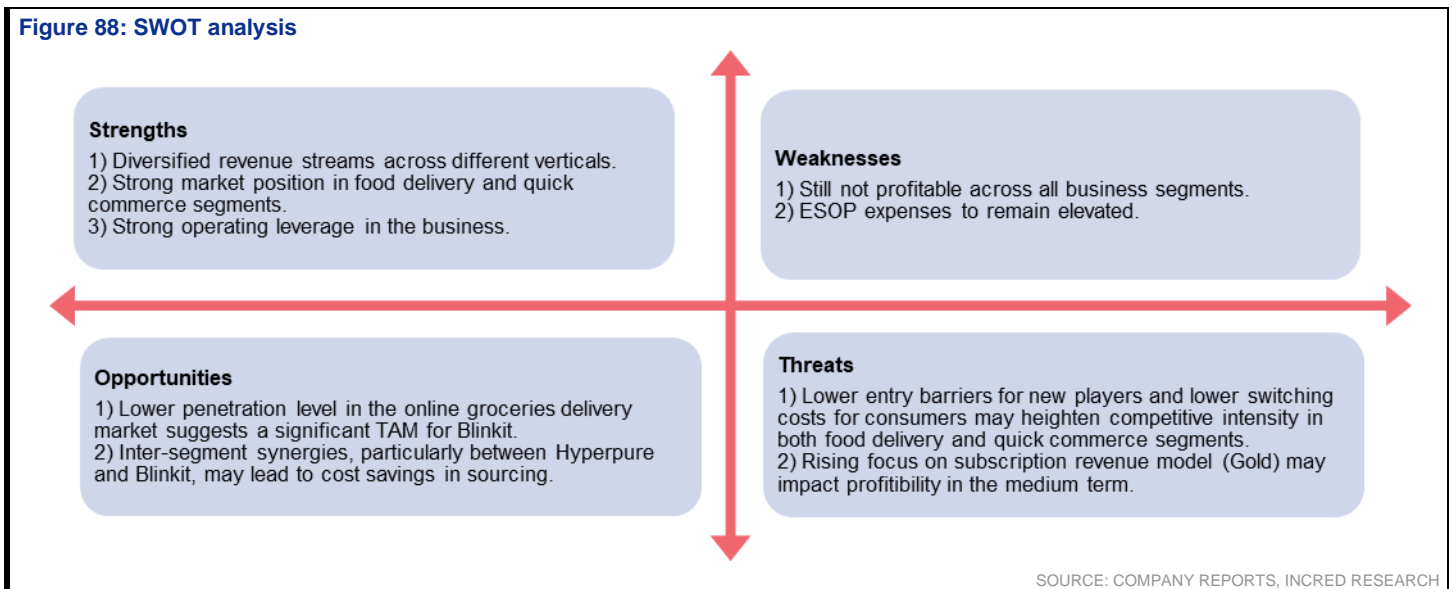 Figure 88: SWOT analysis
Strengths
1) Diversified revenue streams across different verticals.
2) Strong market position in food delivery and quick
commerce segments.
3) Strong operating leverage in the business.
Weaknesses
1) Still not profitable across all business segments.
2) ESOP expenses to remain elevated.
Opportunities
1) Lower penetration level in the online groceries delivery
market suggests a significant TAM for Blinkit.
2) Inter-segment synergies, particularly between Hyperpure
and Blinkit, may lead to cost savings in sourcing.
Threats
1) Lower entry barriers for new players and lower switching
costs for consumers may heighten competitive intensity in
both food delivery and quick commerce segments.
2) Rising focus on subscription revenue model (Gold) may
impact profitibility in the medium term.
SOURCE: COMPANY REPORTS, INCRED RESEARCH